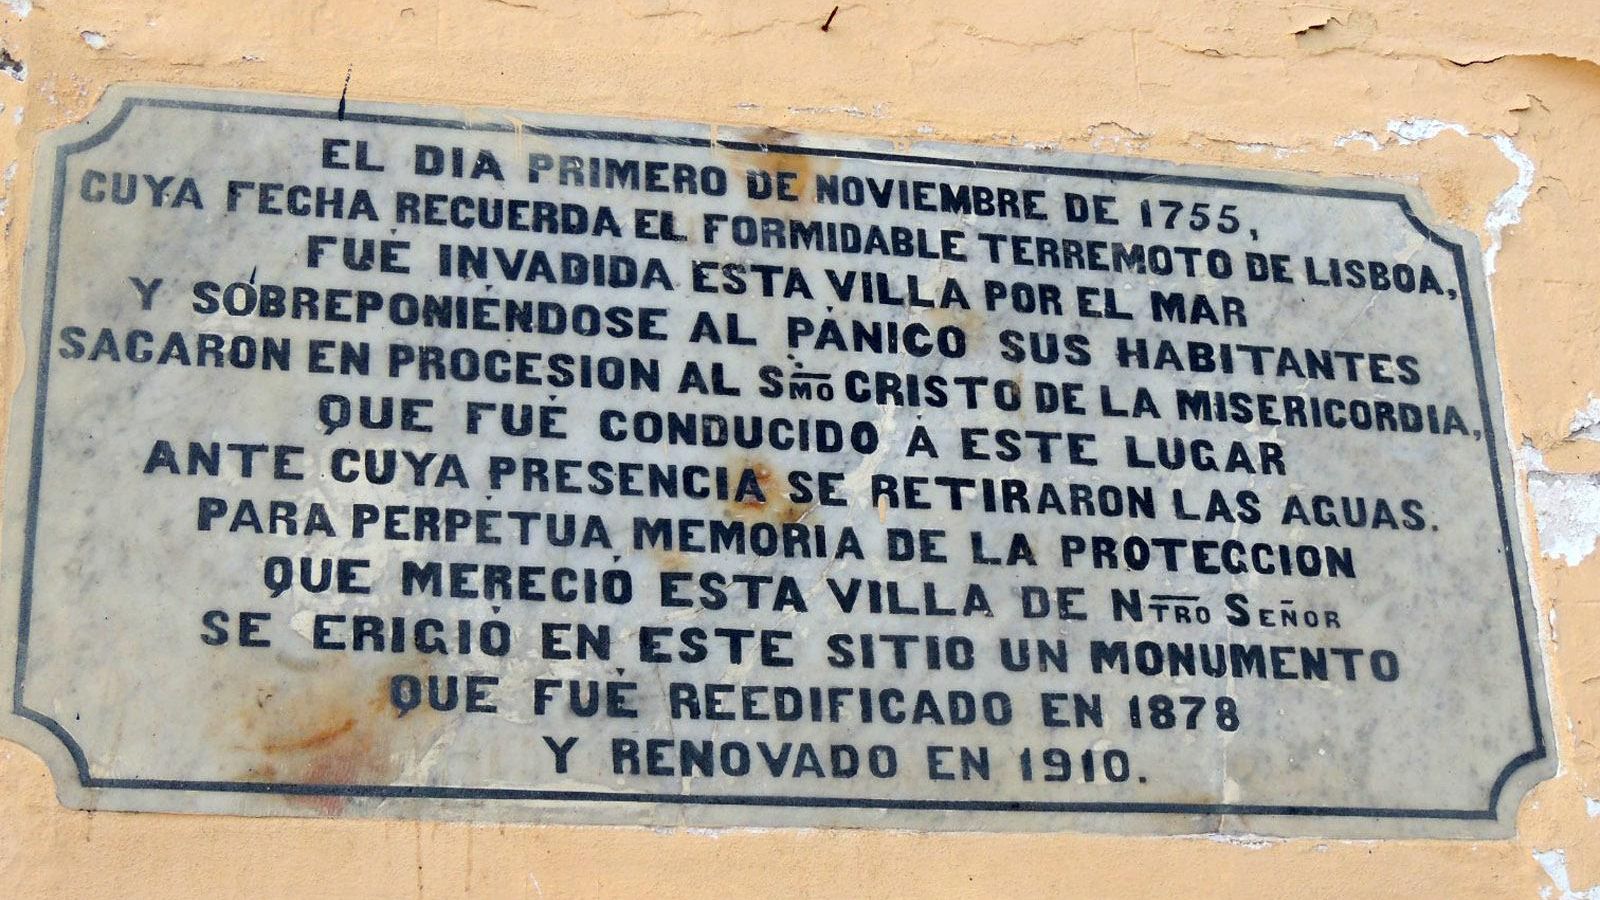 EL DIA PRIMERO DE NOVIEMBRE DE 1755,
CUYA FECHA RECUERDA EL FORMIDABLE TERREMOTO DE LISBOA,
FUÉ INVADIDA ESTA VILLA POR EL MAR
Y SOBREPONIÉNDOSE AL PÁNICO SUS HABITANTES
SACARON EN PROCESION AL SMO CRISTO DE LA MISERICORDIA,
QUE FUÉ CONDUCIDO Á ESTE LUGAR
ANTE CUYA PRESENCIA SE RETIRARON LAS AGUAS.
PARA PERPÉTUA MEMORIA DE LA PROTECCION
QUE MERECIÓ ESTA VILLA DE NTRO SEÑOR
SE ERIGIÓ EN ESTE SITIO UN MONUMENTO
QUE FUÉ REEDIFICADO EN 1878
Y RENOVADO EN 1910.